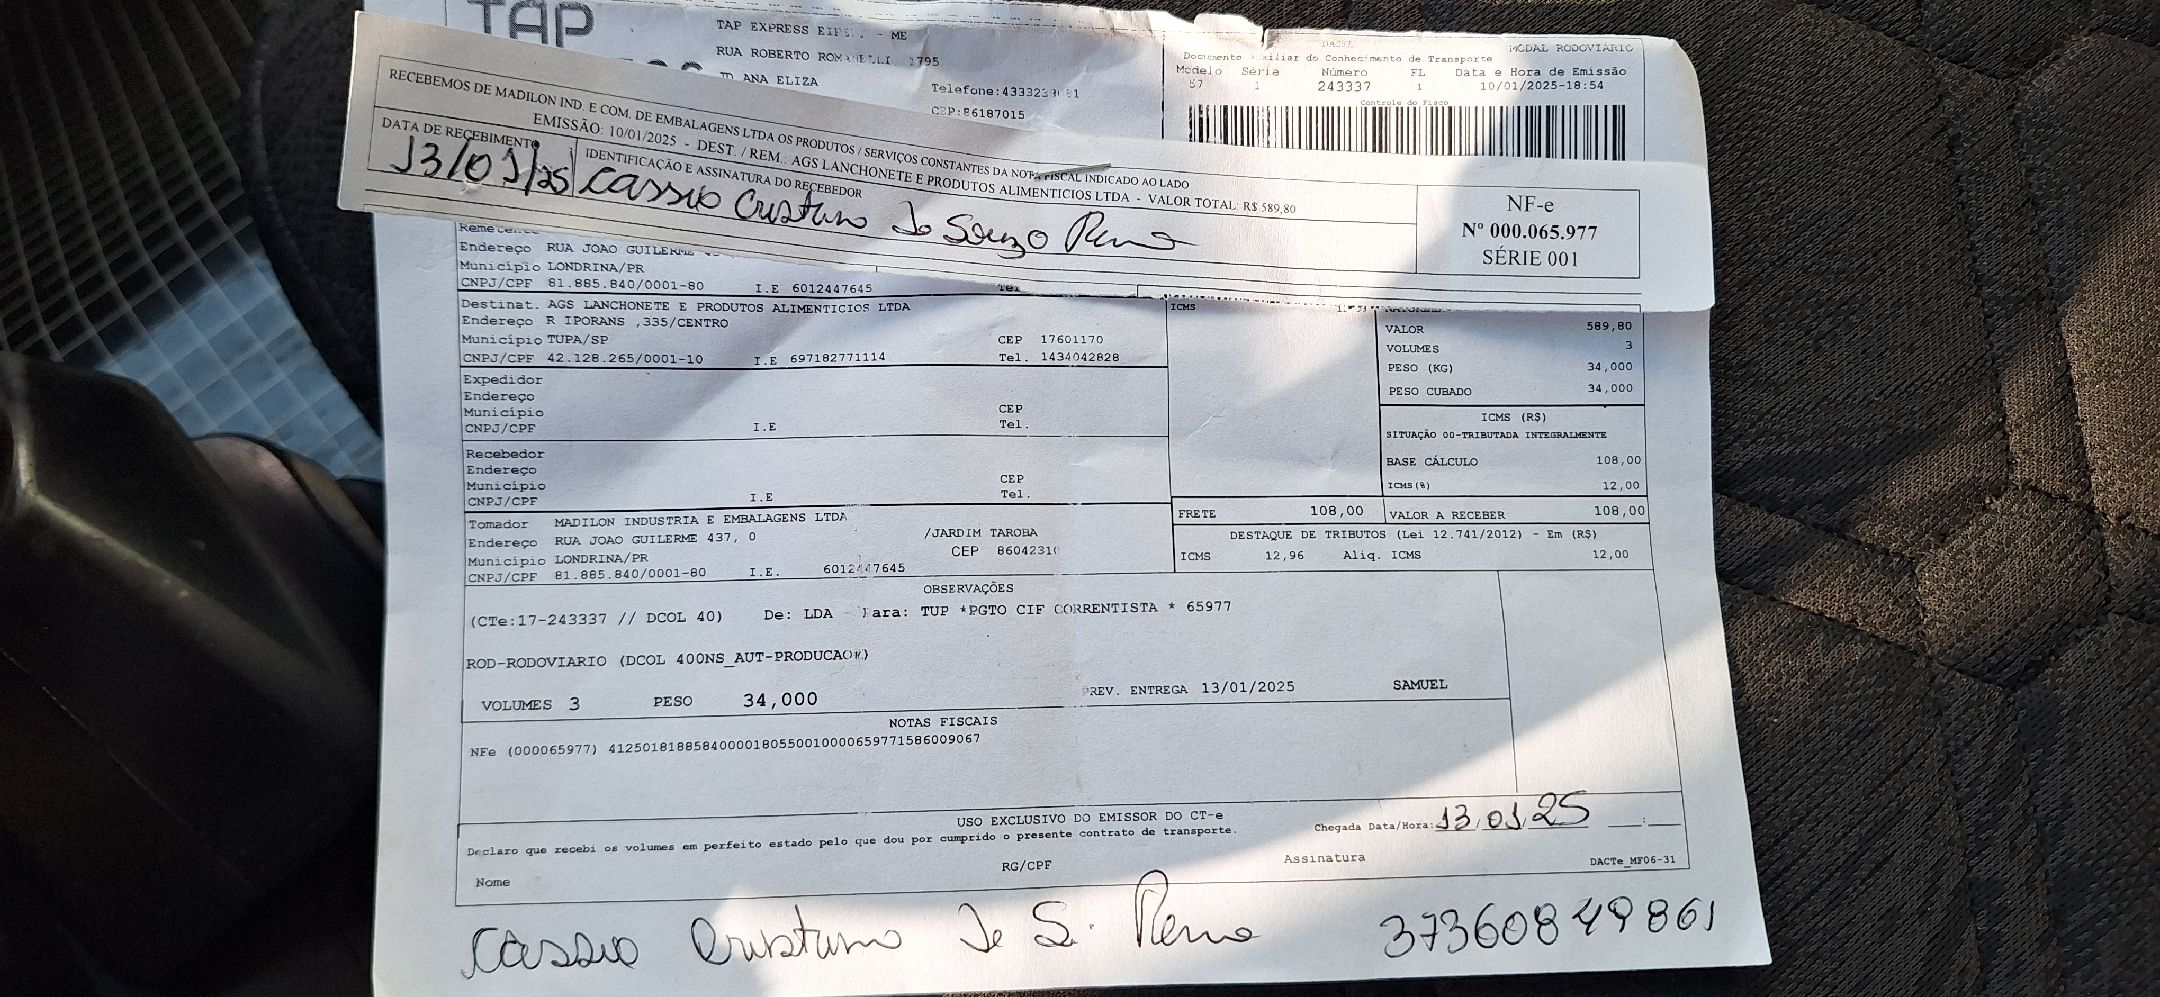 TAP
TAP EXPRESS EIRELI - ME
RUA ROBERTO ROMANELLI, 1795
JD ANA ELIZA
CEP:86187015
DACTE
MODAL RODOVIÁRIO
Documento Auxiliar do Conhecimento de Transporte
Modelo Série Número FL Data e Hora de Emissão
57 1 243337 1 10/01/2025-18:54
Controle do Fisco
RECEBEMOS DE MADILON IND. E COM. DE EMBALAGENS LTDA OS PRODUTOS / SERVIÇOS CONSTANTES DA NOTA FISCAL INDICADO AO LADO
EMISSÃO: 10/01/2025 - DEST. / REM.: AGS LANCHONETE E PRODUTOS ALIMENTICIOS LTDA - VALOR TOTAL: R$ 589,80
DATA DE RECEBIMENTO
13/01/25
IDENTIFICAÇÃO E ASSINATURA DO RECEBEDOR
Cassio Cristiano de Souza
NF-e
Nº 000.065.977
SÉRIE 001
Remetente
Endereço RUA JOAO GUILERME
Município LONDRINA/PR
CNPJ/CPF 81.885.840/0001-80 I.E 6012447645 Tel
Destinat. AGS LANCHONETE E PRODUTOS ALIMENTICIOS LTDA
Endereço R IPORANS ,335/CENTRO
Município TUPA/SP CEP 17601170
CNPJ/CPF 42.128.265/0001-10 I.E 697182771114 Tel. 1434042828
Expedidor
Endereço
Município CEP
CNPJ/CPF I.E Tel.
Recebedor
Endereço
Município CEP
CNPJ/CPF I.E Tel.
Tomador MADILON INDUSTRIA E EMBALAGENS LTDA
Endereço RUA JOAO GUILERME 437, 0 /JARDIM TAROBA
Município LONDRINA/PR CEP 86042310
CNPJ/CPF 81.885.840/0001-80 I.E. 6012447645
ICMS
VALOR 589,80
VOLUMES 3
PESO (KG) 34,000
PESO CUBADO 34,000
ICMS (R$)
SITUAÇÃO 00-TRIBUTADA INTEGRALMENTE
BASE CÁLCULO 108,00
ICMS(%) 12,00
FRETE 108,00 VALOR A RECEBER 108,00
DESTAQUE DE TRIBUTOS (Lei 12.741/2012) - Em (R$)
ICMS 12,96 Aliq. ICMS 12,00
OBSERVAÇÕES
(CTe:17-243337 // DCOL 40) De: LDA - Para: TUP *PGTO CIF CORRENTISTA * 65977
ROD-RODOVIARIO (DCOL 400NS_AUT-PRODUCAO#)
VOLUMES 3 PESO 34,000 PREV. ENTREGA 13/01/2025 SAMUEL
NOTAS FISCAIS
NFe (000065977) 41250181885840000180550010000659771586009067
USO EXCLUSIVO DO EMISSOR DO CT-e
Declaro que recebi os volumes em perfeito estado pelo que dou por cumprido o presente contrato de transporte.
Chegada Data/Hora: 13/01/25 __:__
Nome RG/CPF Assinatura DACTe_MF06-31
Cassio Cristiano de S. 37360849861